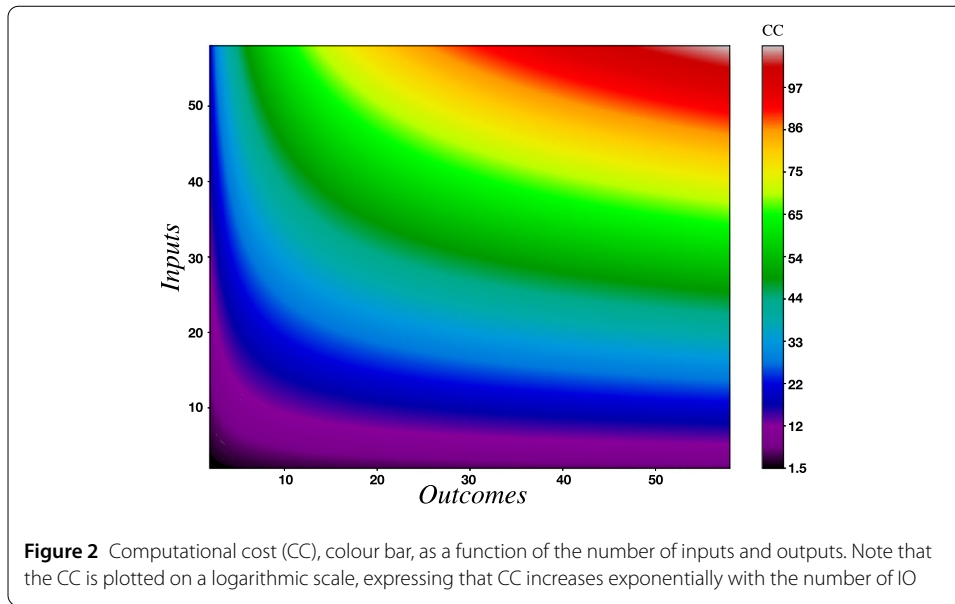 CC
97
86
75
65
54
44
33
22
12
1.5
50
40
30
20
10
Inputs
10 20 30 40 50
Outcomes
Figure 2 Computational cost (CC), colour bar, as a function of the number of inputs and outputs. Note that
the CC is plotted on a logarithmic scale, expressing that CC increases exponentially with the number of IO